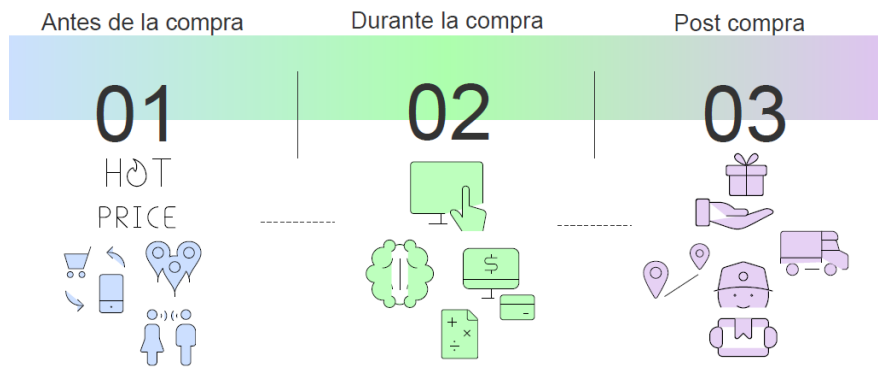 Antes de la compra
Durante la compra
Post compra
01
02
03
HOT
PRICE
$
+
×
÷